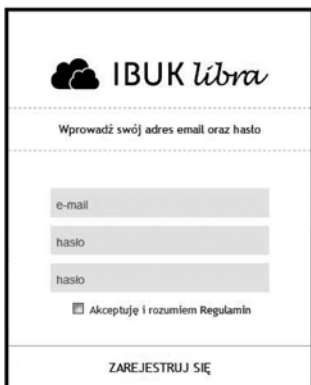 IBUK libra
Wprowadź swój adres email oraz hasło
e-mail
hasło
hasło
Akceptuję i rozumiem Regulamin
ZAREJESTRUJ SIĘ